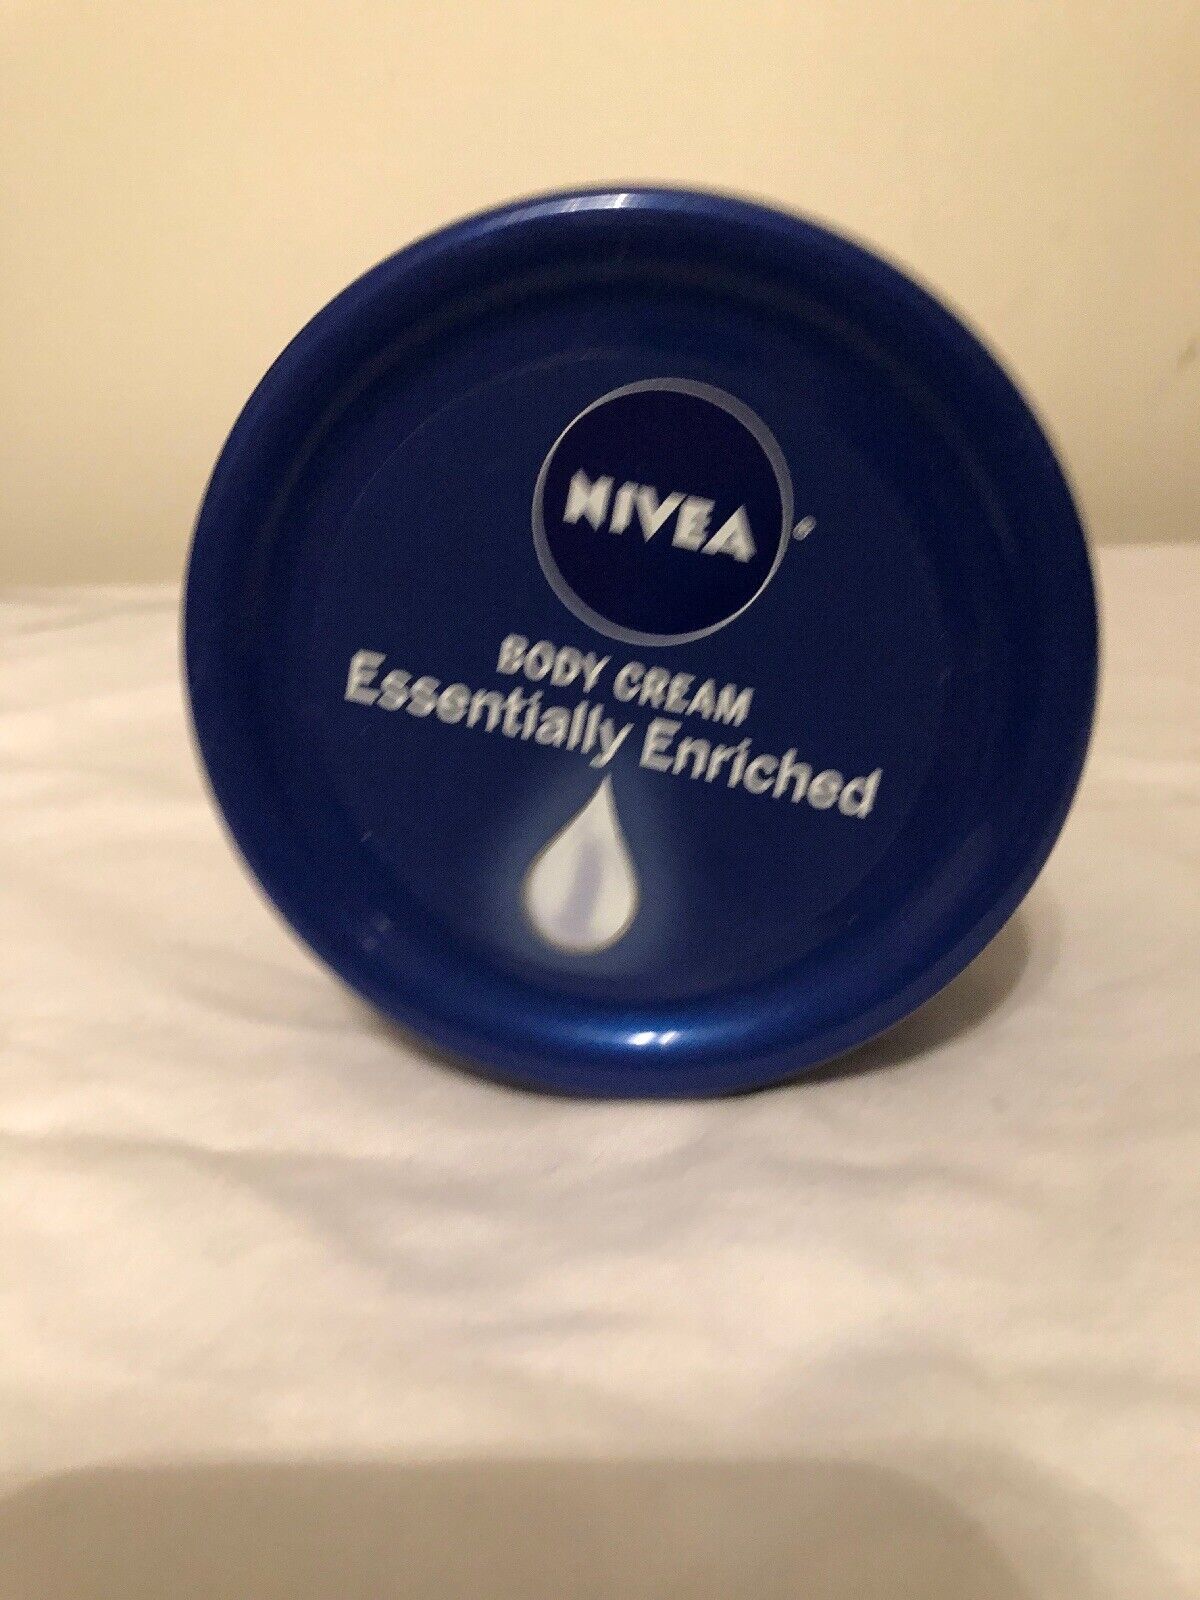 NIVEA®
BODY CREAM
Essentially Enriched